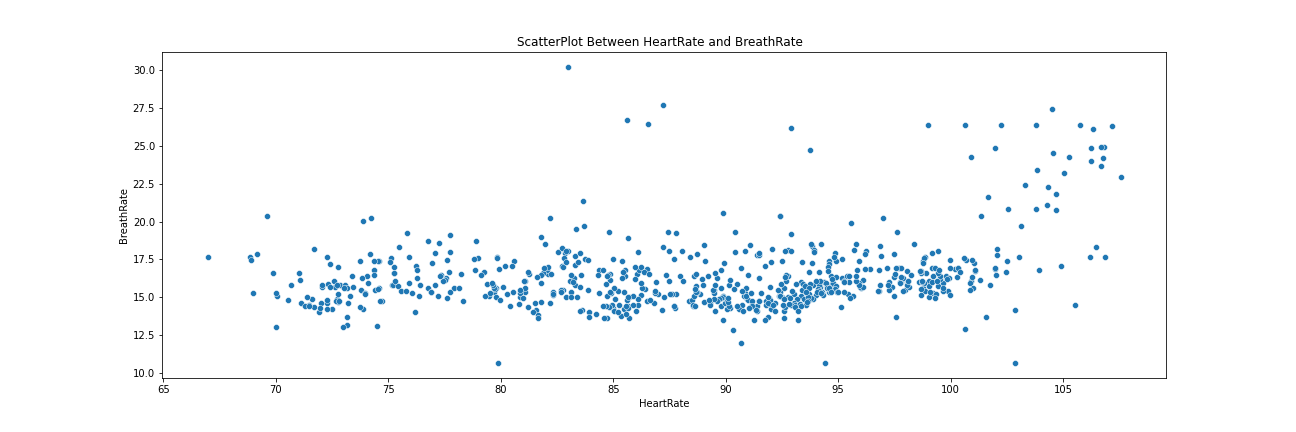 ScatterPlot Between HeartRate and BreathRate
30.0
27.5
25.0
22.5
20.0
17.5
15.0
12.5
10.0
BreathRate
65 70 75 80 85 90 95 100 105
HeartRate